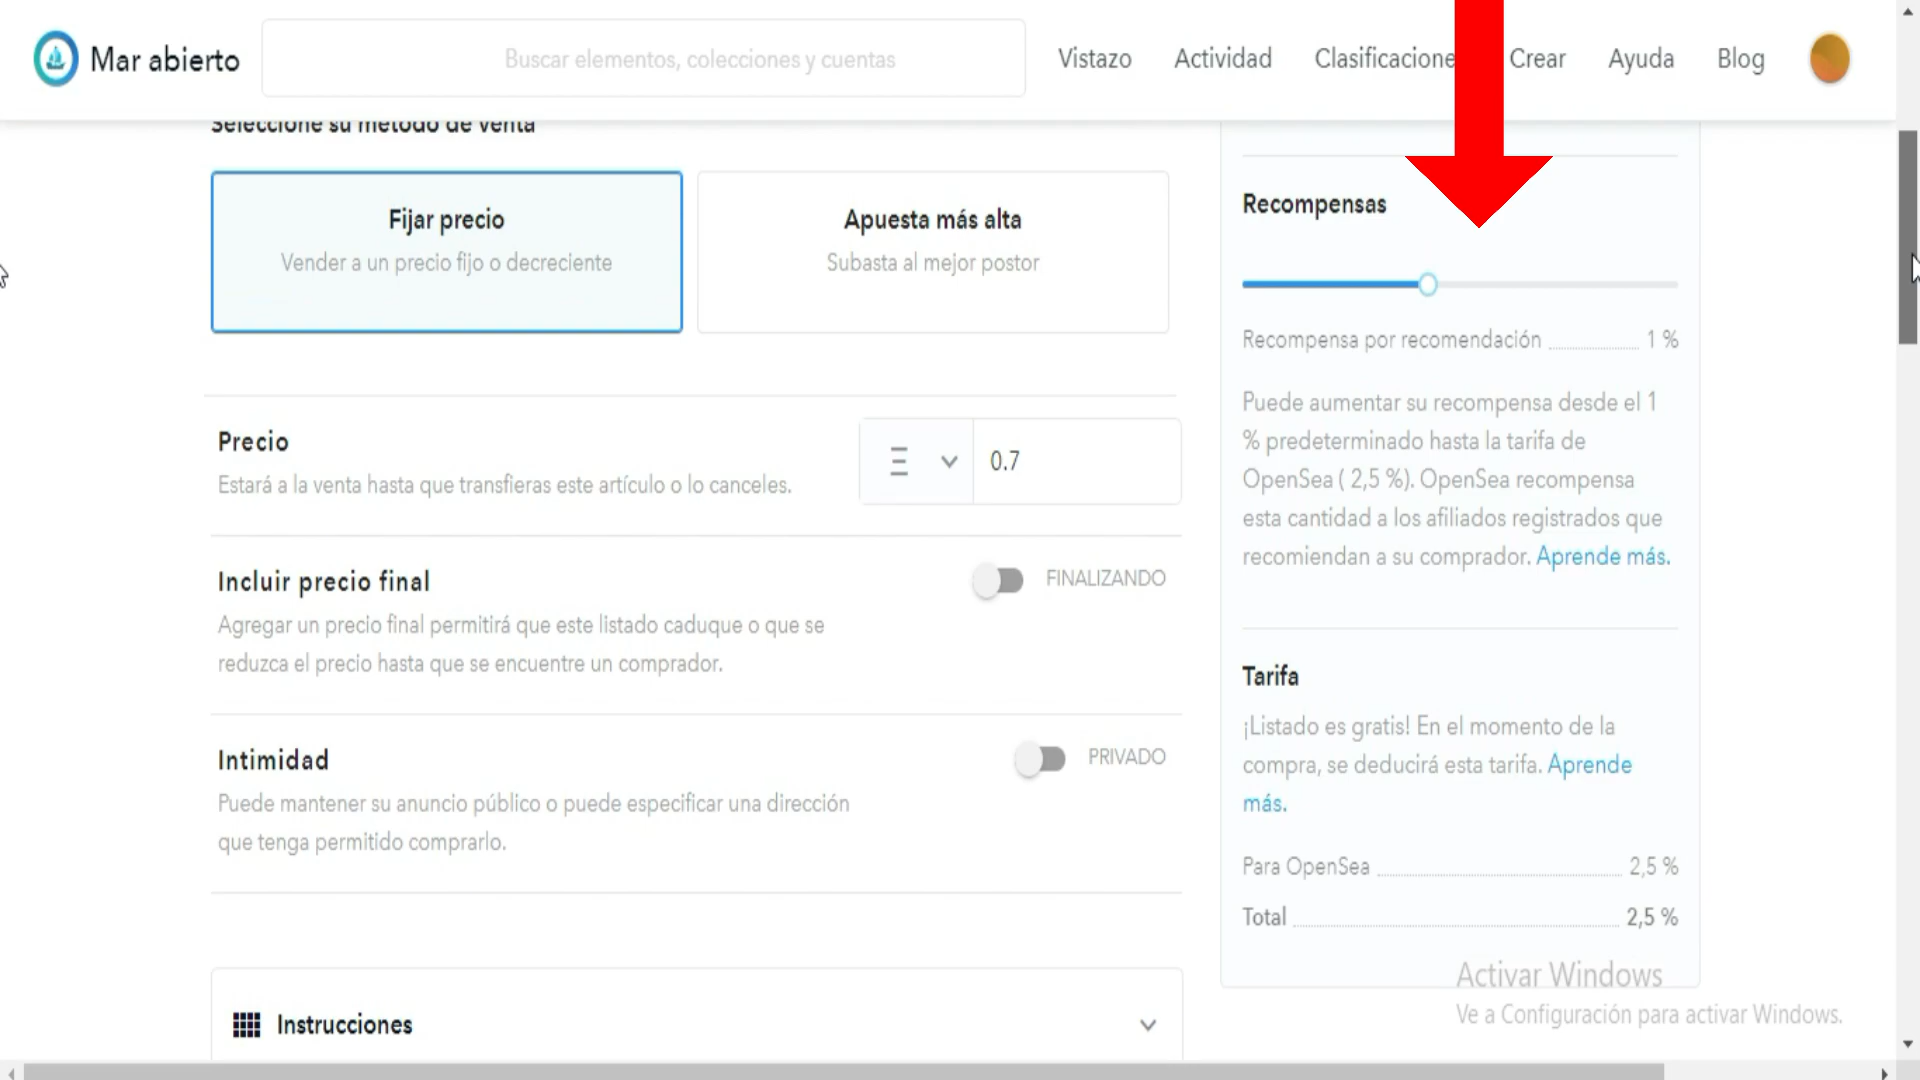 Mar abierto
Buscar elementos, colecciones y cuentas
Vistazo
Actividad
Clasificacione
Crear
Ayuda
Blog
Seleccione su método de venta
Fijar precio
Vender a un precio fijo o decreciente
Apuesta más alta
Subasta al mejor postor
Precio
Estará a la venta hasta que transfieras este artículo o lo canceles.
0.7
Incluir precio final
FINALIZANDO
Agregar un precio final permitirá que este listado caduque o que se
reduzca el precio hasta que se encuentre un comprador.
Intimidad
PRIVADO
Puede mantener su anuncio público o puede especificar una dirección
que tenga permitido comprarlo.
Instrucciones
Recompensas
Recompensa por recomendación 1 %
Puede aumentar su recompensa desde el 1
% predeterminado hasta la tarifa de
OpenSea ( 2,5 %). OpenSea recompensa
esta cantidad a los afiliados registrados que
recomiendan a su comprador. Aprende más.
Tarifa
¡Listado es gratis! En el momento de la
compra, se deducirá esta tarifa. Aprende
más.
Para OpenSea 2,5 %
Total 2,5 %
Activar Windows
Ve a Configuración para activar Windows.